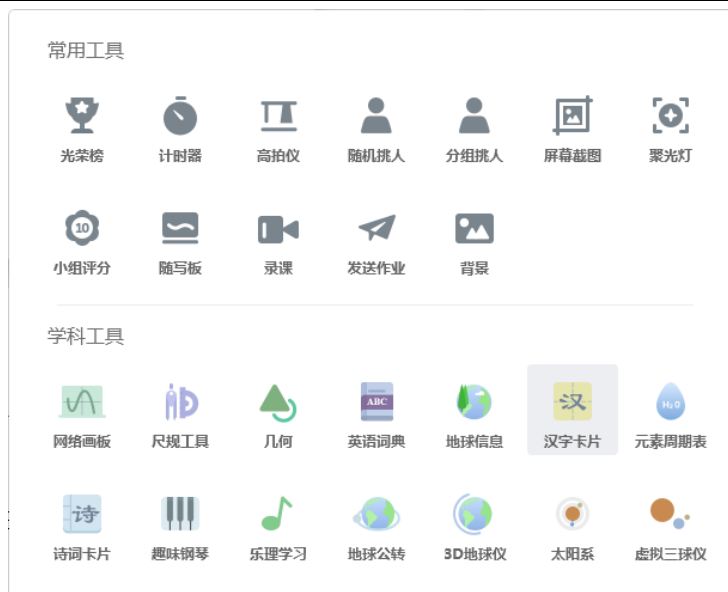 常用工具
光荣榜 计时器 高拍仪 随机挑人 分组挑人 屏幕截图 聚光灯
10
小组评分 随写板 录课 发送作业 背景
学科工具
ABC 汉 H₂O
网络画板 尺规工具 几何 英语词典 地球信息 汉字卡片 元素周期表
诗
诗词卡片 趣味钢琴 乐理学习 地球公转 3D地球仪 太阳系 虚拟三球仪